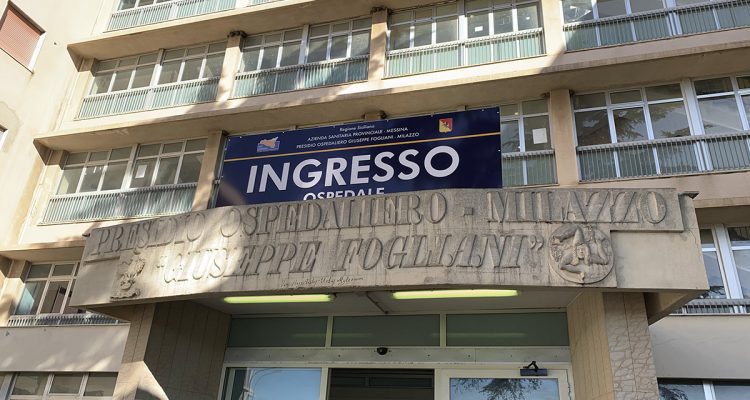 Regione Siciliana
AZIENDA SANITARIA PROVINCIALE - MESSINA
PRESIDIO OSPEDALIERO GIUSEPPE FOGLIANI - MILAZZO
INGRESSO
OSPEDALE
PRESIDIO OSPEDALIERO - MILAZZO
"GIUSEPPE FOGLIANI"